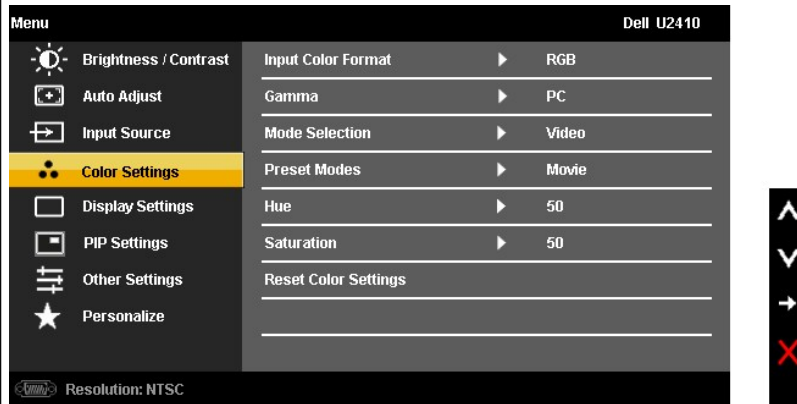 Menu Dell U2410
Brightness / Contrast Input Color Format RGB
Auto Adjust Gamma PC
Input Source Mode Selection Video
Color Settings Preset Modes Movie
Display Settings Hue 50
PIP Settings Saturation 50
Other Settings Reset Color Settings
Personalize
Resolution: NTSC